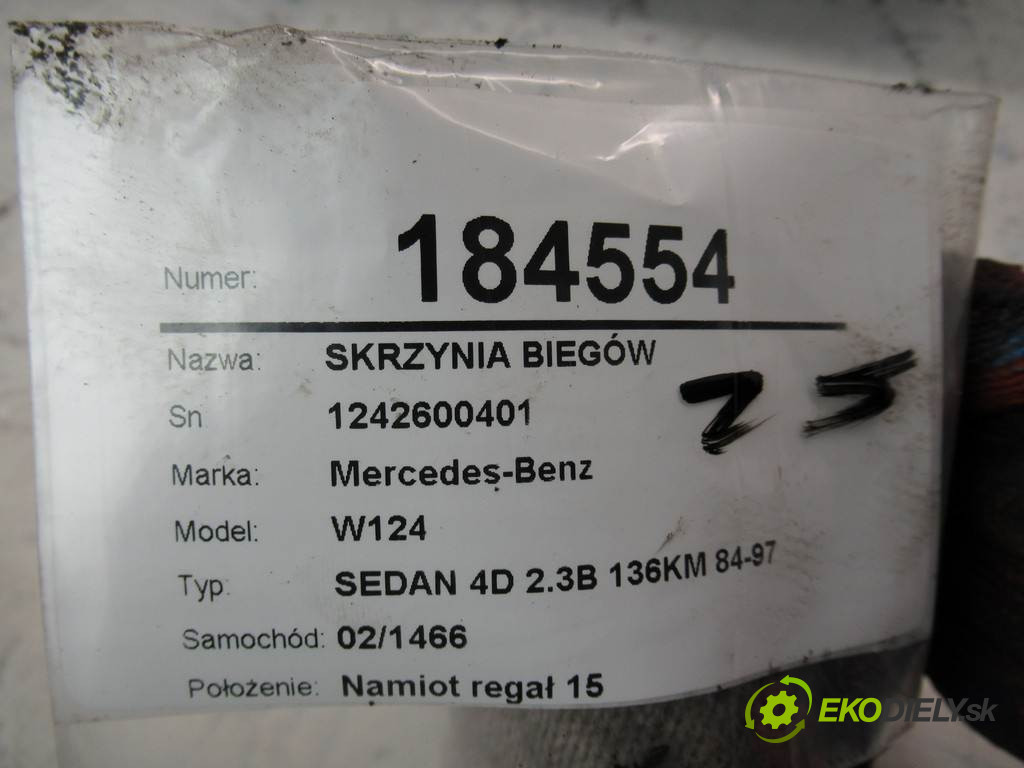 Numer: 184554
Nazwa: SKRZYNIA BIEGÓW
Sn 1242600401
Marka: Mercedes-Benz
Model: W124
Typ: SEDAN 4D 2.3B 136KM 84-97
Samochód: 02/1466
Położenie: Namiot regał 15
EKODIELY.sk